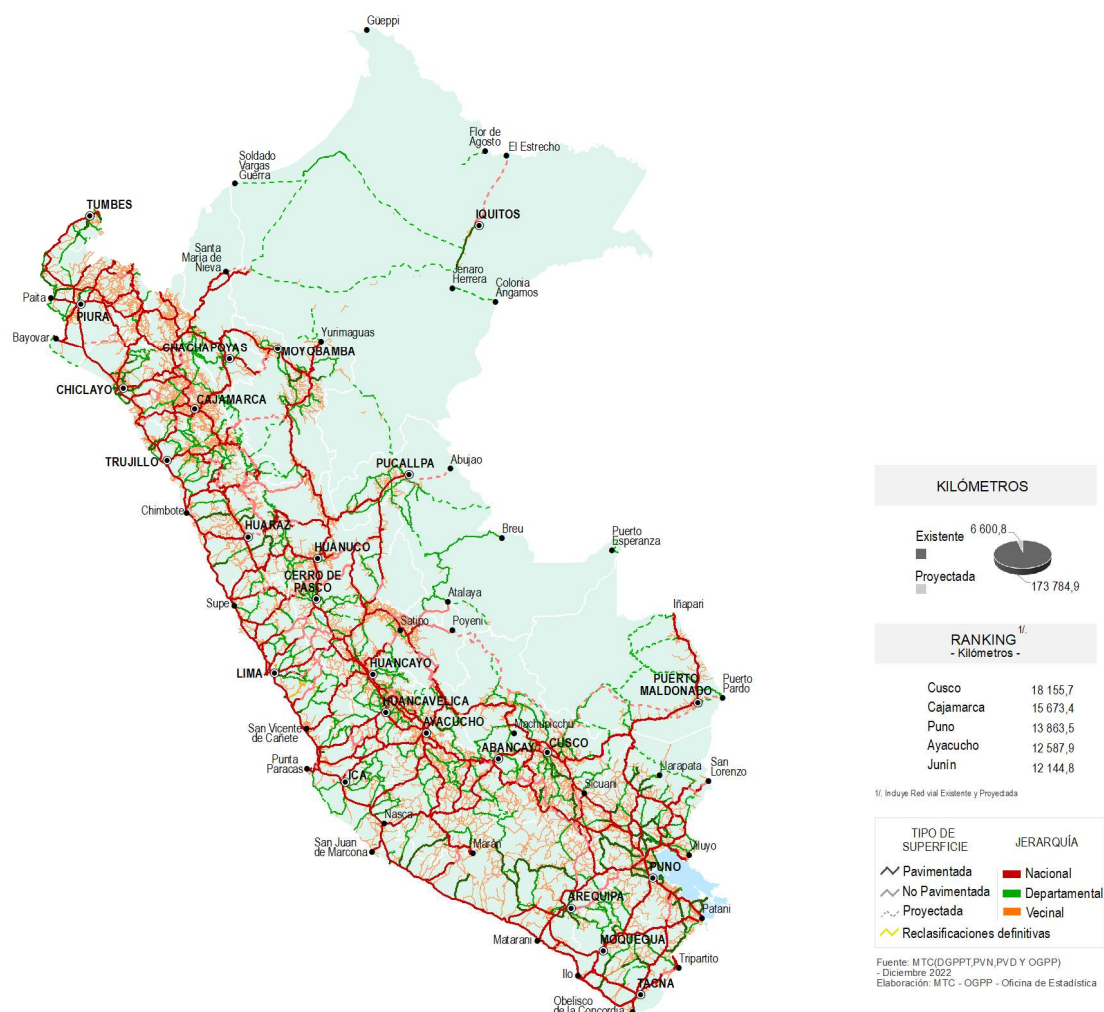 Güeppi
Flor de
Agosto
El Estrecho
Soldado
Vargas
Guerra
TUMBES
IQUITOS
Santa
Maria de
Nieva
Jenaro
Herrera
Colonia
Angamos
Paita
PIURA
Bayovar
Yurimaguas
CHACHAPOYAS
MOYOBAMBA
CHICLAYO
CAJAMARCA
TRUJILLO
PUCALLPA
Abujao
Chimbote
HUARAZ
Breu
Puerto
Esperanza
HUÁNUCO
CERRO DE
PASCO
Supe
Atalaya
Poyeni
Satipo
Iñapari
LIMA
HUANCAYO
PUERTO
MALDONADO
Puerto
Pardo
HUANCAVELICA
AYACUCHO
San Vicente
de Cañete
Machupicchu
CUSCO
ABANCAY
Punta
Paracas
ICA
Sicuani
San
Lorenzo
Nasca
San Juan
de Marcona
Marán
Viluyo
PUNO
AREQUIPA
Patani
Matarani
MOQUEGUA
Ilo
Tripartito
TACNA
Obelisco
de la Concordia
KILÓMETROS
Existente
6 600,8
Proyectada
173 784,9
RANKING 1/.
- Kilómetros -
Cusco 18 155,7
Cajamarca 15 673,4
Puno 13 863,5
Ayacucho 12 587,9
Junín 12 144,8
1/. Incluye Red vial Existente y Proyectada
TIPO DE
SUPERFICIE
JERARQUÍA
Pavimentada
Nacional
No Pavimentada
Departamental
Proyectada
Vecinal
Reclasificaciones definitivas
Fuente: MTC(DGPPT,PVN,PVD Y OGPP)
- Diciembre 2022
Elaboración: MTC - OGPP - Oficina de Estadística